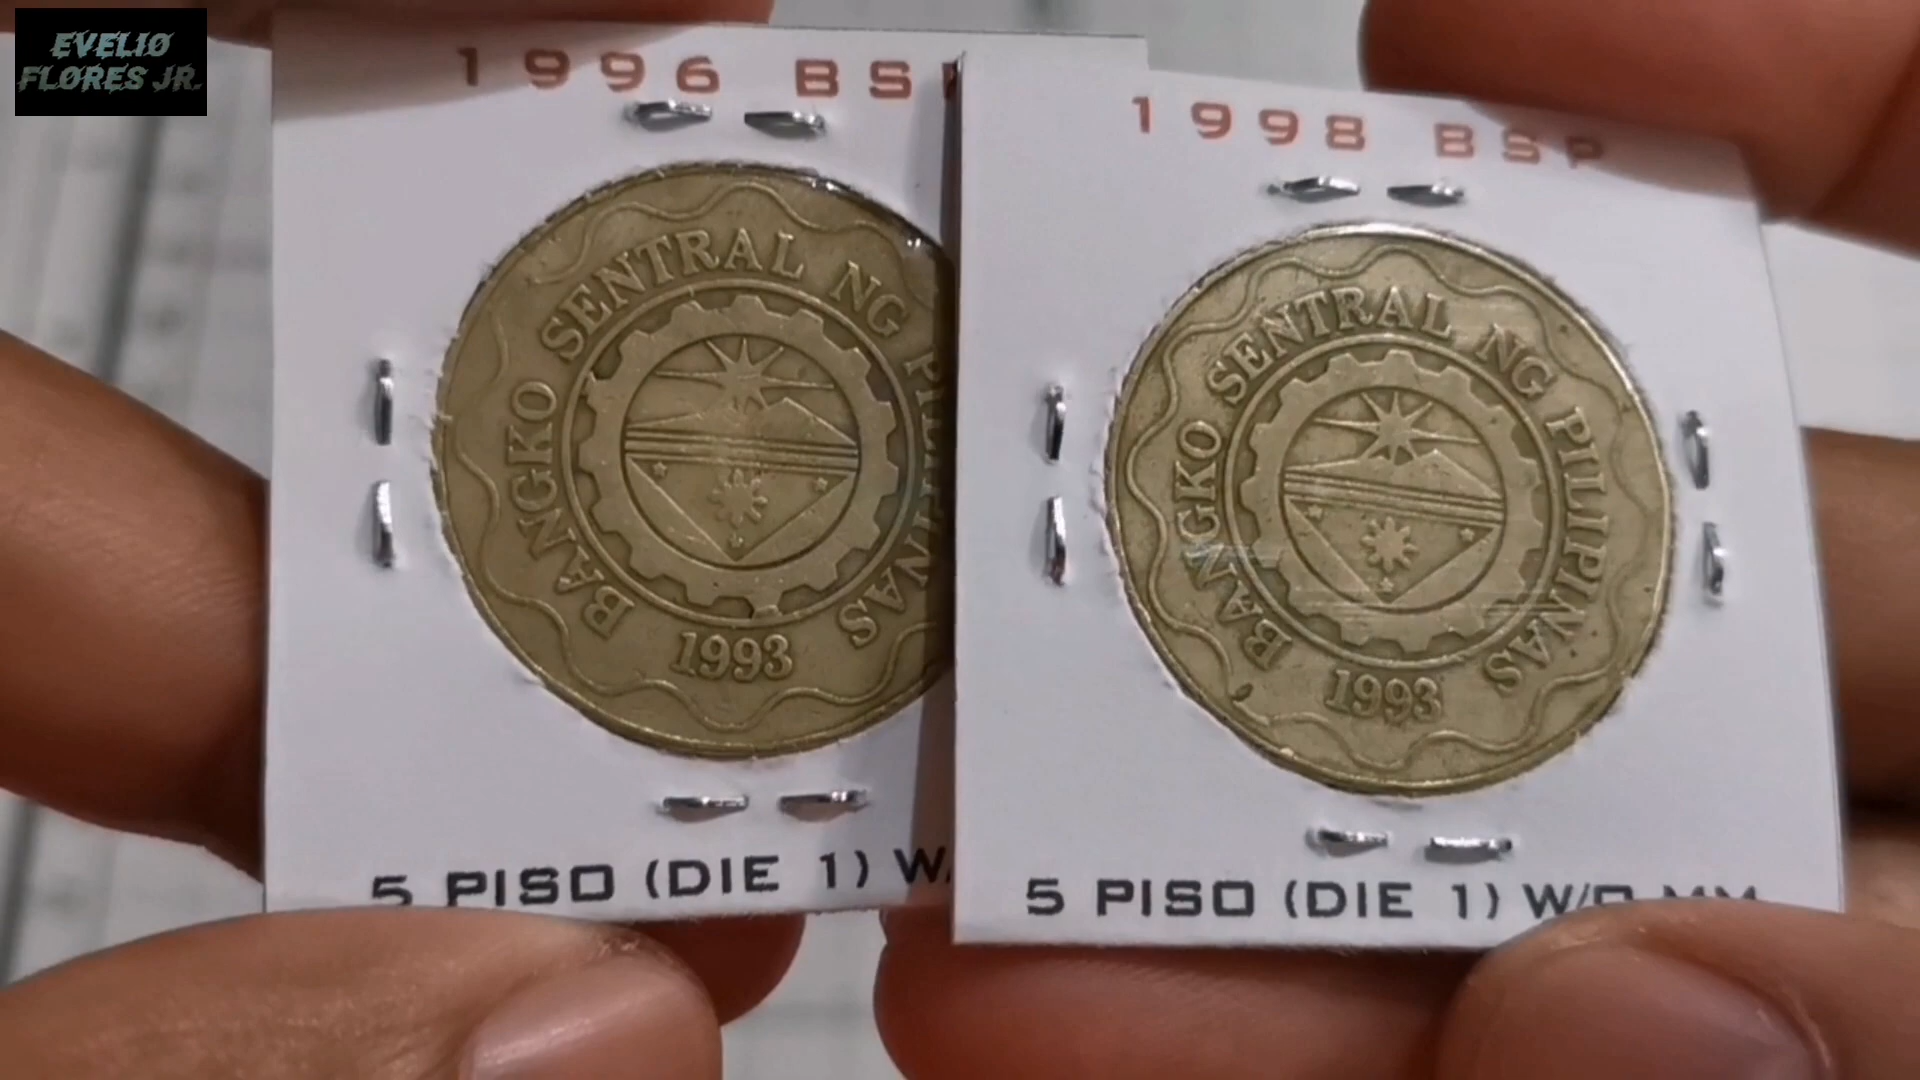 EVELIO
FLORES JR.
1996 BSP
BANGKO SENTRAL NG PILIPINAS
1993
5 PISO (DIE 1) W/
1998 BSP
BANGKO SENTRAL NG PILIPINAS
1993
5 PISO (DIE 1) W/O MM